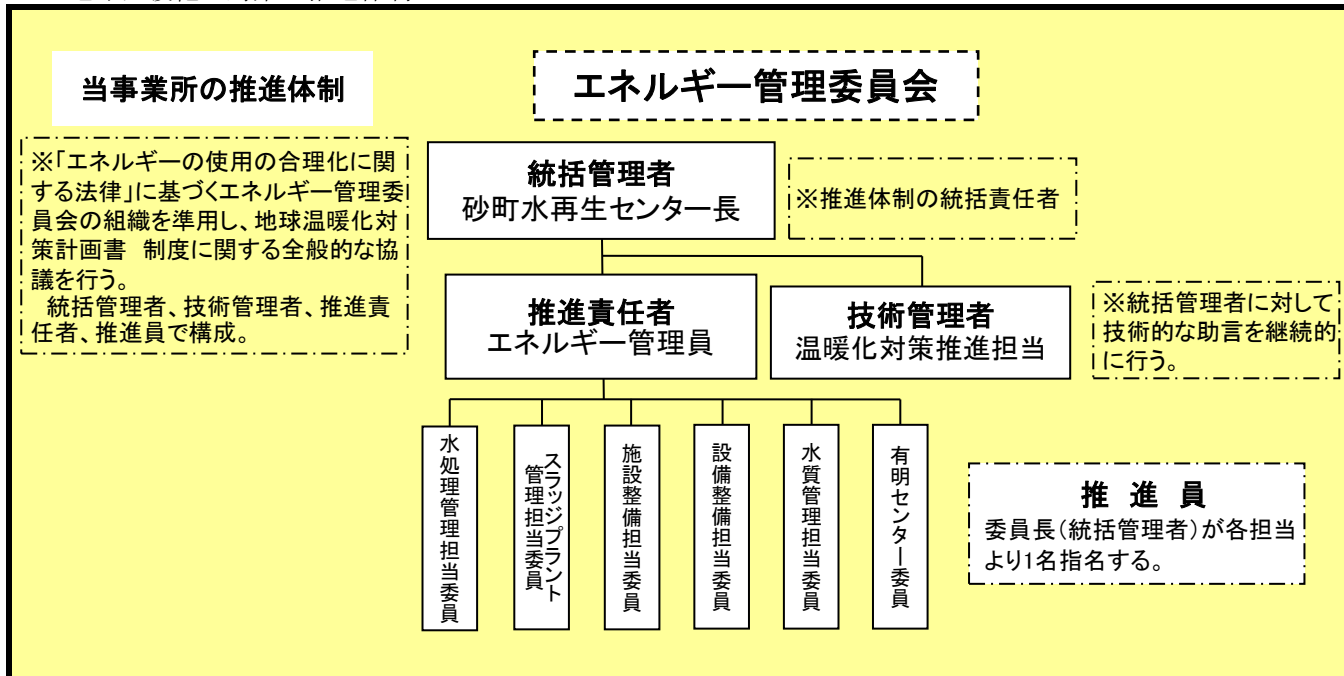 当事業所の推進体制
エネルギー管理委員会
※「エネルギーの使用の合理化に関
する法律」に基づくエネルギー管理委
員会の組織を準用し、地球温暖化対
策計画書 制度に関する全般的な協
議を行う。
統括管理者、技術管理者、推進責
任者、推進員で構成。
統括管理者
砂町水再生センター長
※推進体制の統括責任者
推進責任者
エネルギー管理員
技術管理者
温暖化対策推進担当
※統括管理者に対して
技術的な助言を継続的
に行う。
水処理管理担当委員
スラッジプラント
管理担当委員
施設整備担当委員
設備整備担当委員
水質管理担当委員
有明センター委員
推 進 員
委員長(統括管理者)が各担当
より1名指名する。